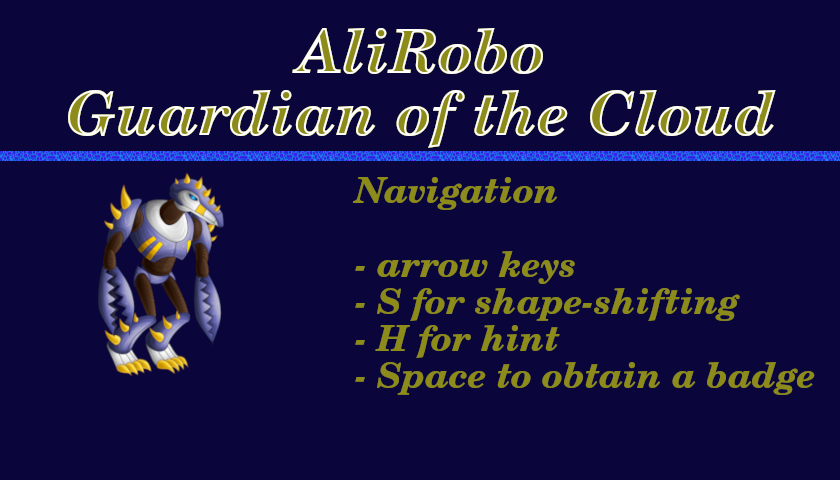 AliRobo
Guardian of the Cloud
Navigation
- arrow keys
- S for shape-shifting
- H for hint
- Space to obtain a badge